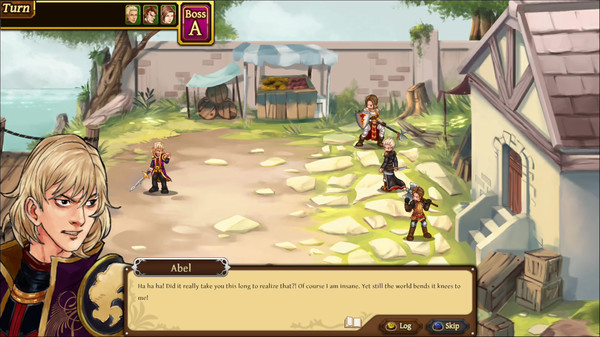 Turn
Boss
A
Abel
Ha ha ha! Did it really take you this long to realize that?! Of course I am insane. Yet still the world bends it knees to
me!
Log
Skip